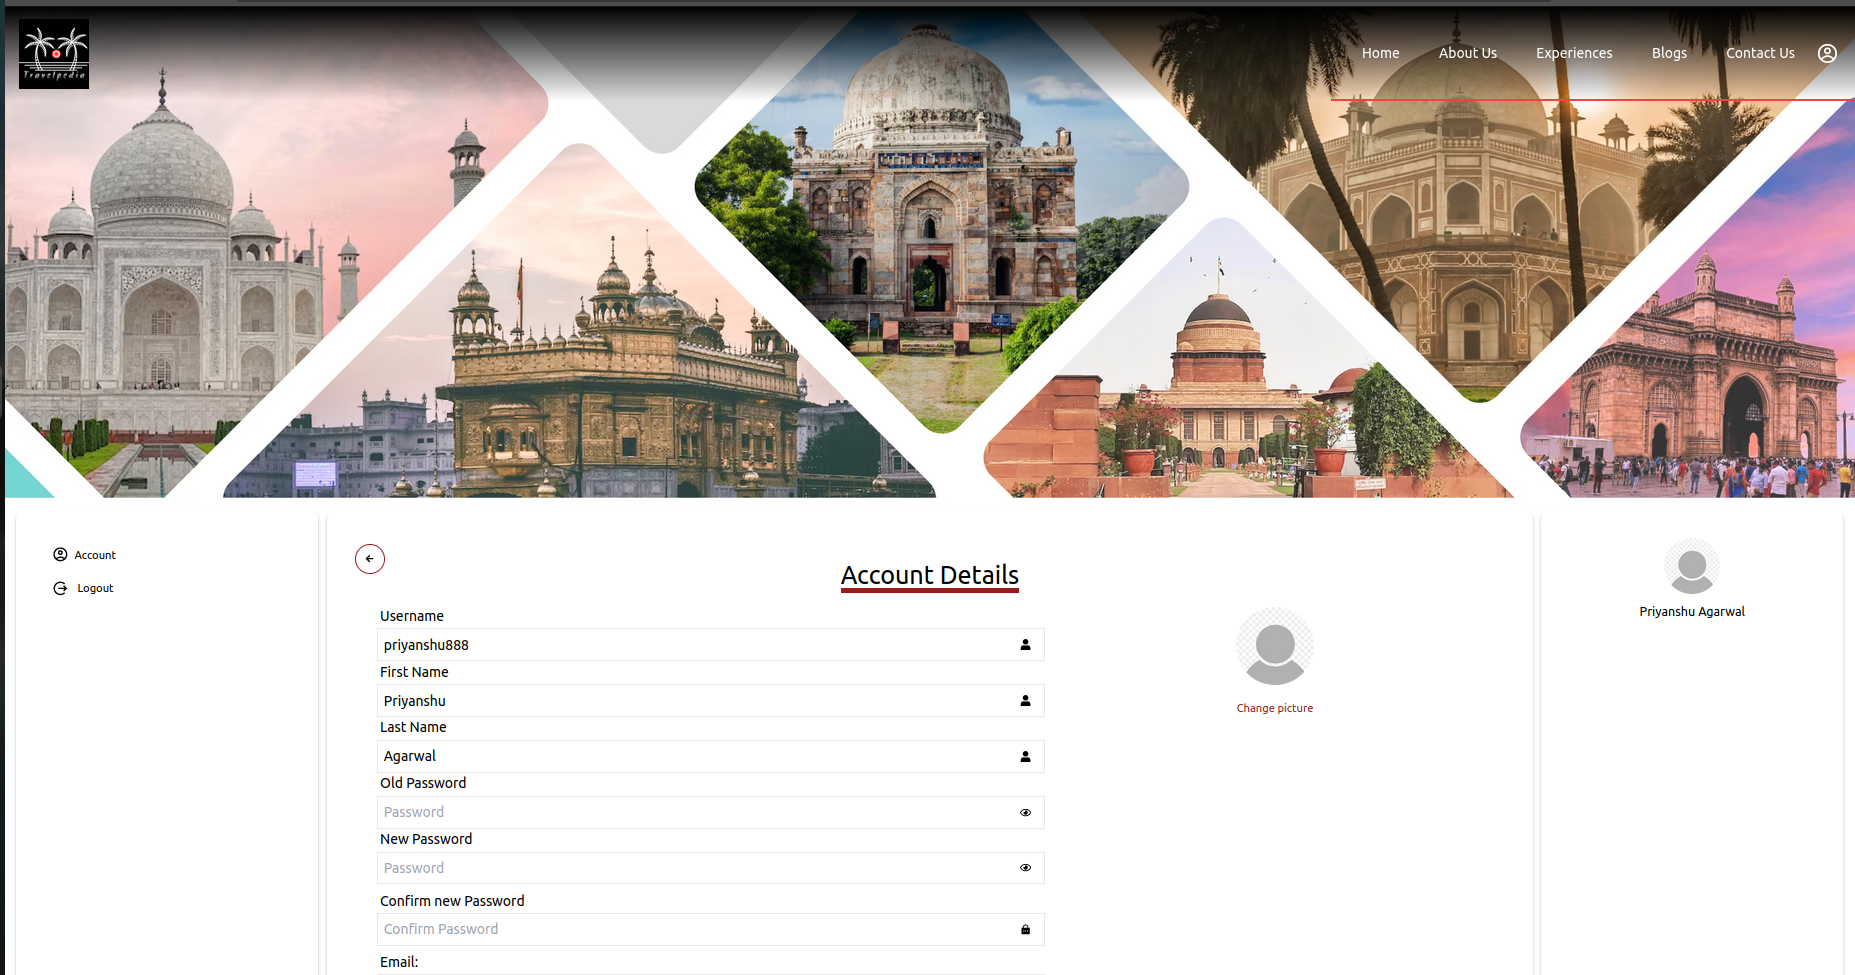 Travelpedia
Home
About Us
Experiences
Blogs
Contact Us
Account
Logout
Account Details
Username
priyanshu888
First Name
Priyanshu
Last Name
Agarwal
Old Password
Password
New Password
Password
Confirm new Password
Confirm Password
Email:
Change picture
Priyanshu Agarwal